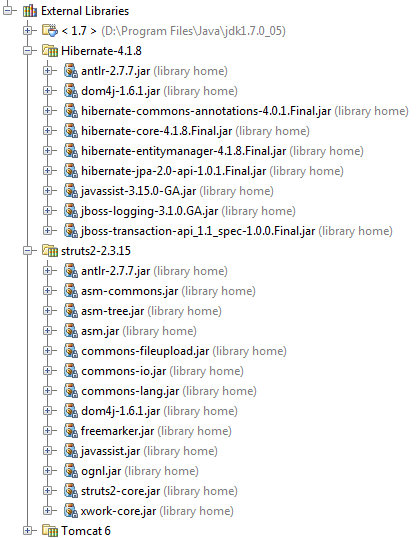 External Libraries
< 1.7 > (D:\Program Files\Java\jdk1.7.0_05)
Hibernate-4.1.8
antlr-2.7.7.jar (library home)
dom4j-1.6.1.jar (library home)
hibernate-commons-annotations-4.0.1.Final.jar (library home)
hibernate-core-4.1.8.Final.jar (library home)
hibernate-entitymanager-4.1.8.Final.jar (library home)
hibernate-jpa-2.0-api-1.0.1.Final.jar (library home)
javassist-3.15.0-GA.jar (library home)
jboss-logging-3.1.0.GA.jar (library home)
jboss-transaction-api_1.1_spec-1.0.0.Final.jar (library home)
struts2-2.3.15
antlr-2.7.7.jar (library home)
asm-commons.jar (library home)
asm-tree.jar (library home)
asm.jar (library home)
commons-fileupload.jar (library home)
commons-io.jar (library home)
commons-lang.jar (library home)
dom4j-1.6.1.jar (library home)
freemarker.jar (library home)
javassist.jar (library home)
ognl.jar (library home)
struts2-core.jar (library home)
xwork-core.jar (library home)
Tomcat 6